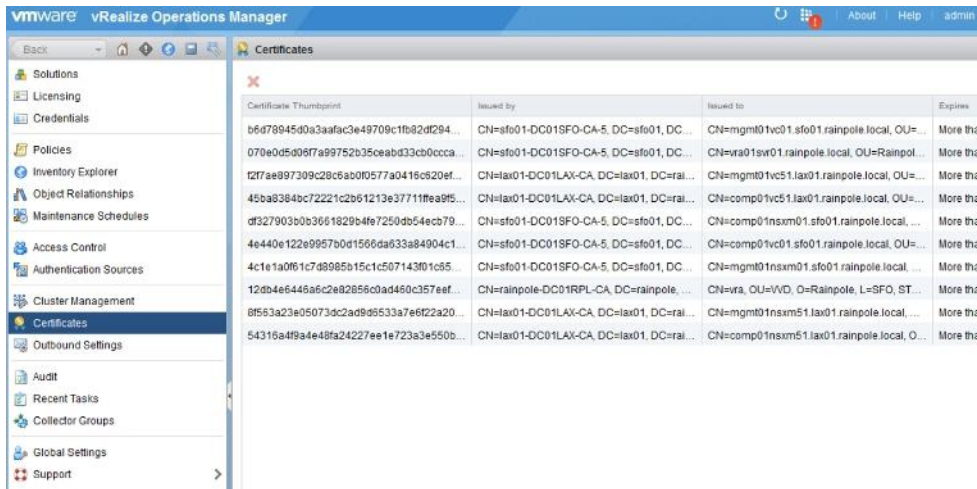 vmware vRealize Operations Manager
About Help admin
Back
Certificates
Solutions
Licensing
Credentials
Policies
Inventory Explorer
Object Relationships
Maintenance Schedules
Access Control
Authentication Sources
Cluster Management
Certificates
Outbound Settings
Audit
Recent Tasks
Collector Groups
Global Settings
Support
Certificate Thumbprint Issued by Issued to Expires
b6d78945d0a3aafac3e49709c1fb82df294... CN=sfo01-DC01SFO-CA-5, DC=sfo01, DC... CN=mgmt01vc01.sfo01.rainpole.local, OU=... More tha
070e0d5d06f7a99752b35ceabd33cb0ccca... CN=sfo01-DC01SFO-CA-5, DC=sfo01, DC... CN=vra01svr01.rainpole.local, OU=Rainpol... More tha
f2f7ae897309c28c6ab0f0577a0416c620ef... CN=lax01-DC01LAX-CA, DC=lax01, DC=rai... CN=mgmt01vc51.lax01.rainpole.local, OU=... More tha
45ba8384bc72221c2b61213e37711ffea9f5... CN=lax01-DC01LAX-CA, DC=lax01, DC=rai... CN=comp01vc51.lax01.rainpole.local, OU=... More tha
df327903b0b3661829b4fe7250db54ecb79... CN=sfo01-DC01SFO-CA-5, DC=sfo01, DC... CN=comp01nsxm01.sfo01.rainpole.local, ... More tha
4e440e122e9957b0d1566da633a84904c1... CN=sfo01-DC01SFO-CA-5, DC=sfo01, DC... CN=comp01vc01.sfo01.rainpole.local, OU=... More tha
4c1e1a0f61c7d8985b15c1c507143f01c65... CN=sfo01-DC01SFO-CA-5, DC=sfo01, DC... CN=mgmt01nsxm01.sfo01.rainpole.local, ... More tha
12db4e6446a6c2e82856c0ad460c357eef... CN=rainpole-DC01RPL-CA, DC=rainpole, ... CN=vra, OU=VVD, O=Rainpole, L=SFO, ST... More tha
8f563a23e05073dc2ad9d6533a7e6f22a20... CN=lax01-DC01LAX-CA, DC=lax01, DC=rai... CN=mgmt01nsxm51.lax01.rainpole.local, ... More tha
54316a4f9a4e48fa24227ee1e723a3e550b... CN=lax01-DC01LAX-CA, DC=lax01, DC=rai... CN=comp01nsxm51.lax01.rainpole.local, O... More tha